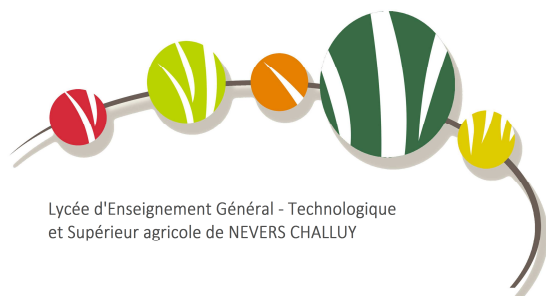 Lycée d'Enseignement Général - Technologique
et Supérieur agricole de NEVERS CHALLUY